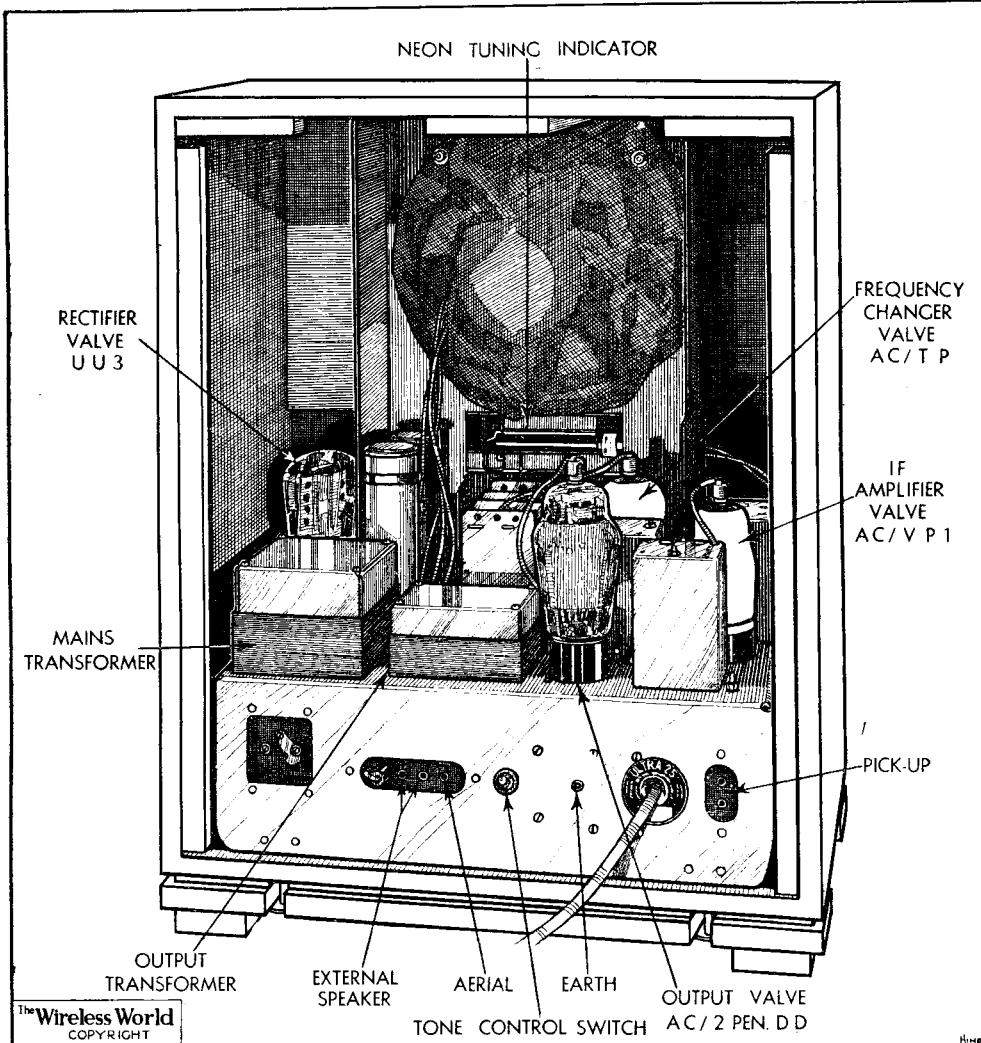 NEON TUNING INDICATOR
RECTIFIER
VALVE
U U 3
FREQUENCY
CHANGER
VALVE
AC/T P
IF
AMPLIFIER
VALVE
AC/V P 1
MAINS
TRANSFORMER
PICK-UP
OUTPUT
TRANSFORMER
EXTERNAL
SPEAKER
AERIAL
TONE CONTROL SWITCH
EARTH
OUTPUT VALVE
AC/2 PEN. D D
The Wireless World
COPYRIGHT